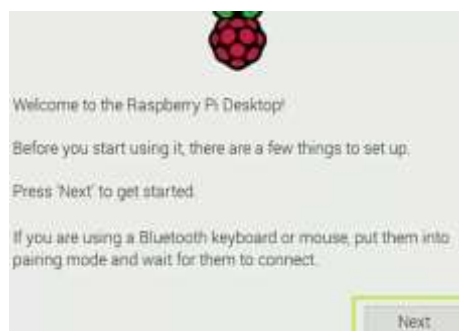 Welcome to the Raspberry Pi Desktop!
Before you start using it, there are a few things to set up.
Press 'Next' to get started.
If you are using a Bluetooth keyboard or mouse, put them into
pairing mode and wait for them to connect.
Next